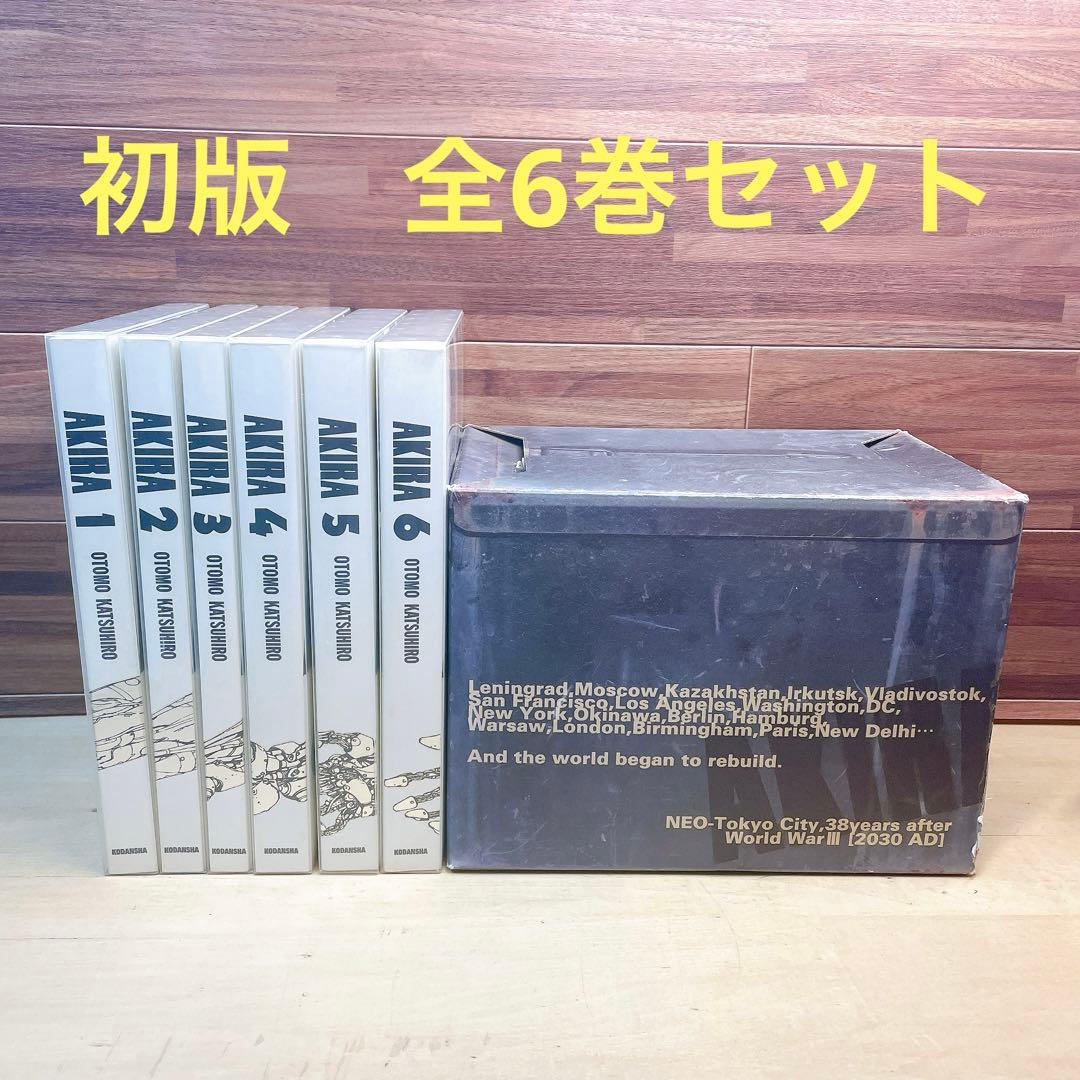 初版　全6巻セット
AKIRA 1 OTOMO KATSUHIRO KODANSHA
AKIRA 2 OTOMO KATSUHIRO KODANSHA
AKIRA 3 OTOMO KATSUHIRO KODANSHA
AKIRA 4 OTOMO KATSUHIRO KODANSHA
AKIRA 5 OTOMO KATSUHIRO KODANSHA
AKIRA 6 OTOMO KATSUHIRO KODANSHA
Leningrad,Moscow,Kazakhstan,Irkutsk,Vladivostok,
San Francisco,Los Angeles,Washington,DC,
New York,Okinawa,Berlin,Hamburg,
Warsaw,London,Birmingham,Paris,New Delhi…
And the world began to rebuild.
NEO-Tokyo City,38years after
World WarⅢ [2030 AD]